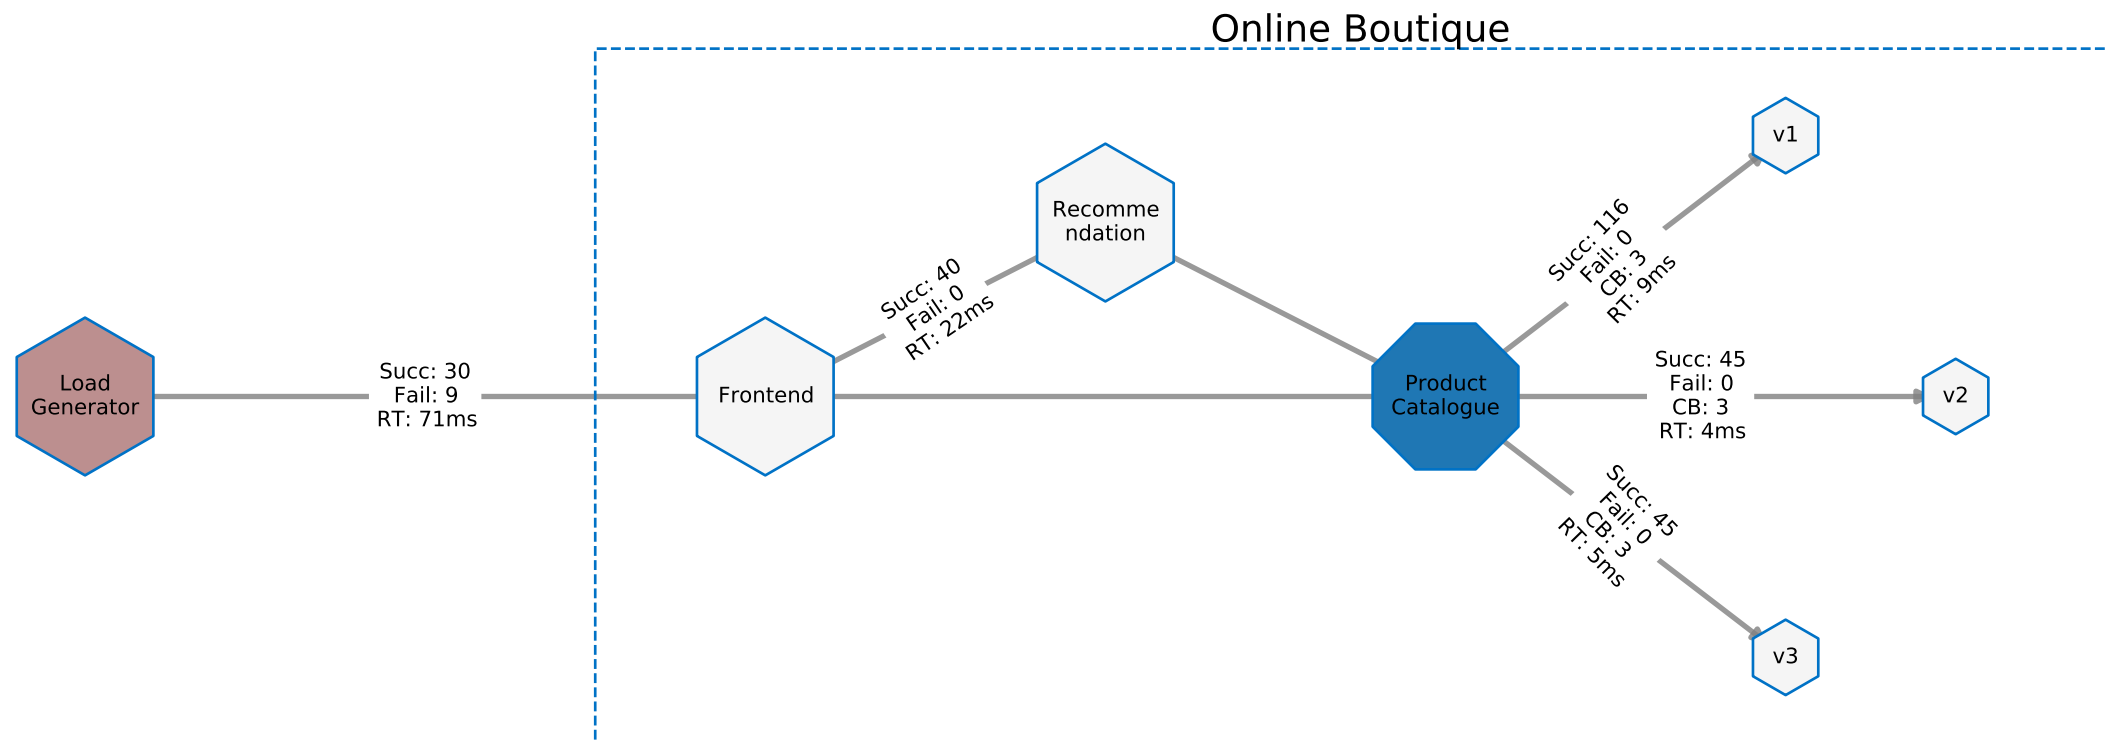 Online Boutique
Load
Generator
Succ: 30
Fail: 9
RT: 71ms
Frontend
Succ: 40
Fail: 0
RT: 22ms
Recomme
ndation
Product
Catalogue
Succ: 116
Fail: 0
CB: 3
RT: 9ms
v1
Succ: 45
Fail: 0
CB: 3
RT: 4ms
v2
Succ: 45
Fail: 0
CB: 3
RT: 5ms
v3